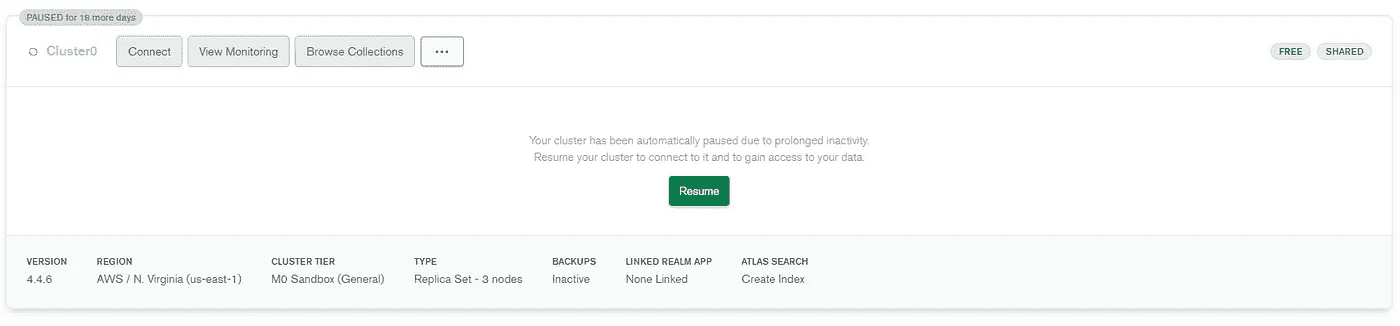 PAUSED for 18 more days
Cluster0 Connect View Monitoring Browse Collections ... FREE SHARED
Your cluster has been automatically paused due to prolonged inactivity.
Resume your cluster to connect to it and to gain access to your data.
Resume
VERSION REGION CLUSTER TIER TYPE BACKUPS LINKED REALM APP ATLAS SEARCH
4.4.6 AWS / N. Virginia (us-east-1) M0 Sandbox (General) Replica Set - 3 nodes Inactive None Linked Create Index